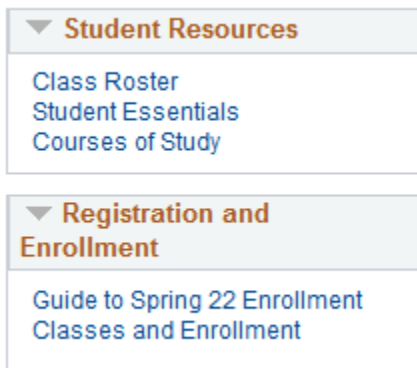 Student Resources
Class Roster
Student Essentials
Courses of Study
Registration and
Enrollment
Guide to Spring 22 Enrollment
Classes and Enrollment